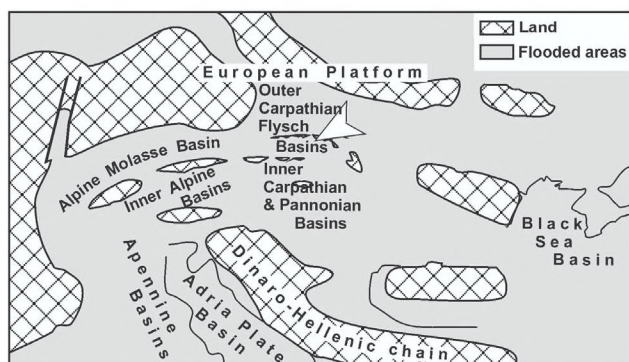 Land
Flooded areas
European Platform
Outer
Carpathian
Flysch
Basins
Alpine Molasse Basin
Inner Alpine
Basins
Inner
Carpathian
& Pannonian
Basins
Black
Sea
Basin
Apennine
Basins
Adria Plate
Basin
Dinaro-Hellenic chain